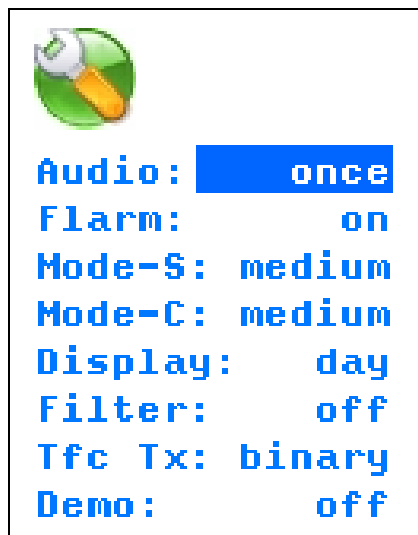 Audio: once
Flarm: on
Mode-S: medium
Mode-C: medium
Display: day
Filter: off
Tfc Tx: binary
Demo: off